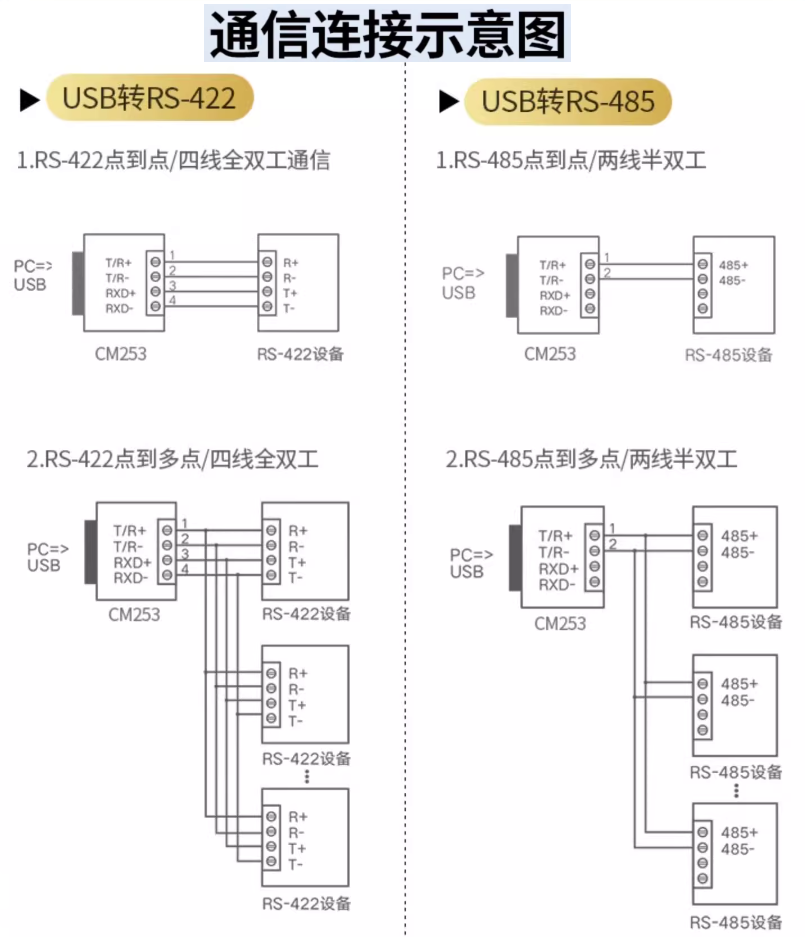 通信连接示意图
USB转RS-422
1.RS-422点到点/四线全双工通信
PC=>
USB
T/R+
T/R-
RXD+
RXD-
1
2
3
4
R+
R-
T+
T-
CM253
RS-422设备
2.RS-422点到多点/四线全双工
PC=>
USB
T/R+
T/R-
RXD+
RXD-
1
2
3
4
R+
R-
T+
T-
CM253
RS-422设备
R+
R-
T+
T-
RS-422设备
R+
R-
T+
T-
RS-422设备
USB转RS-485
1.RS-485点到点/两线半双工
PC=>
USB
T/R+
T/R-
RXD+
RXD-
1
2
485+
485-
CM253
RS-485设备
2.RS-485点到多点/两线半双工
PC=>
USB
T/R+
T/R-
RXD+
RXD-
1
2
485+
485-
CM253
RS-485设备
485+
485-
RS-485设备
485+
485-
RS-485设备